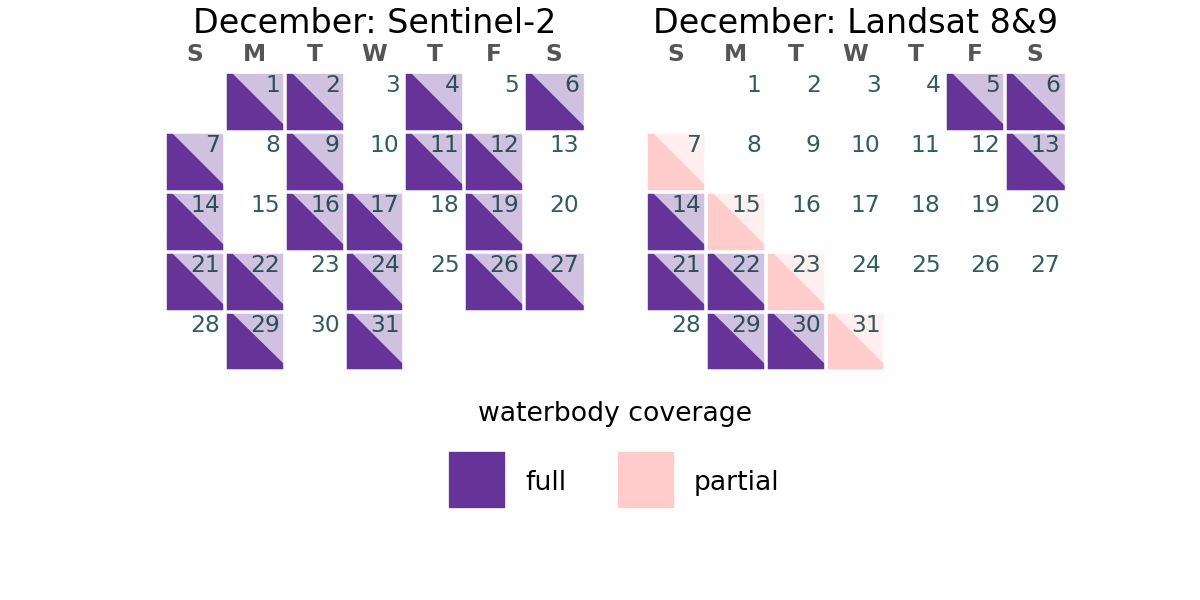 December: Sentinel-2
S M T W T F S
1 2 3 4 5 6
7 8 9 10 11 12 13
14 15 16 17 18 19 20
21 22 23 24 25 26 27
28 29 30 31
December: Landsat 8&9
S M T W T F S
1 2 3 4 5 6
7 8 9 10 11 12 13
14 15 16 17 18 19 20
21 22 23 24 25 26 27
28 29 30 31
waterbody coverage
full partial